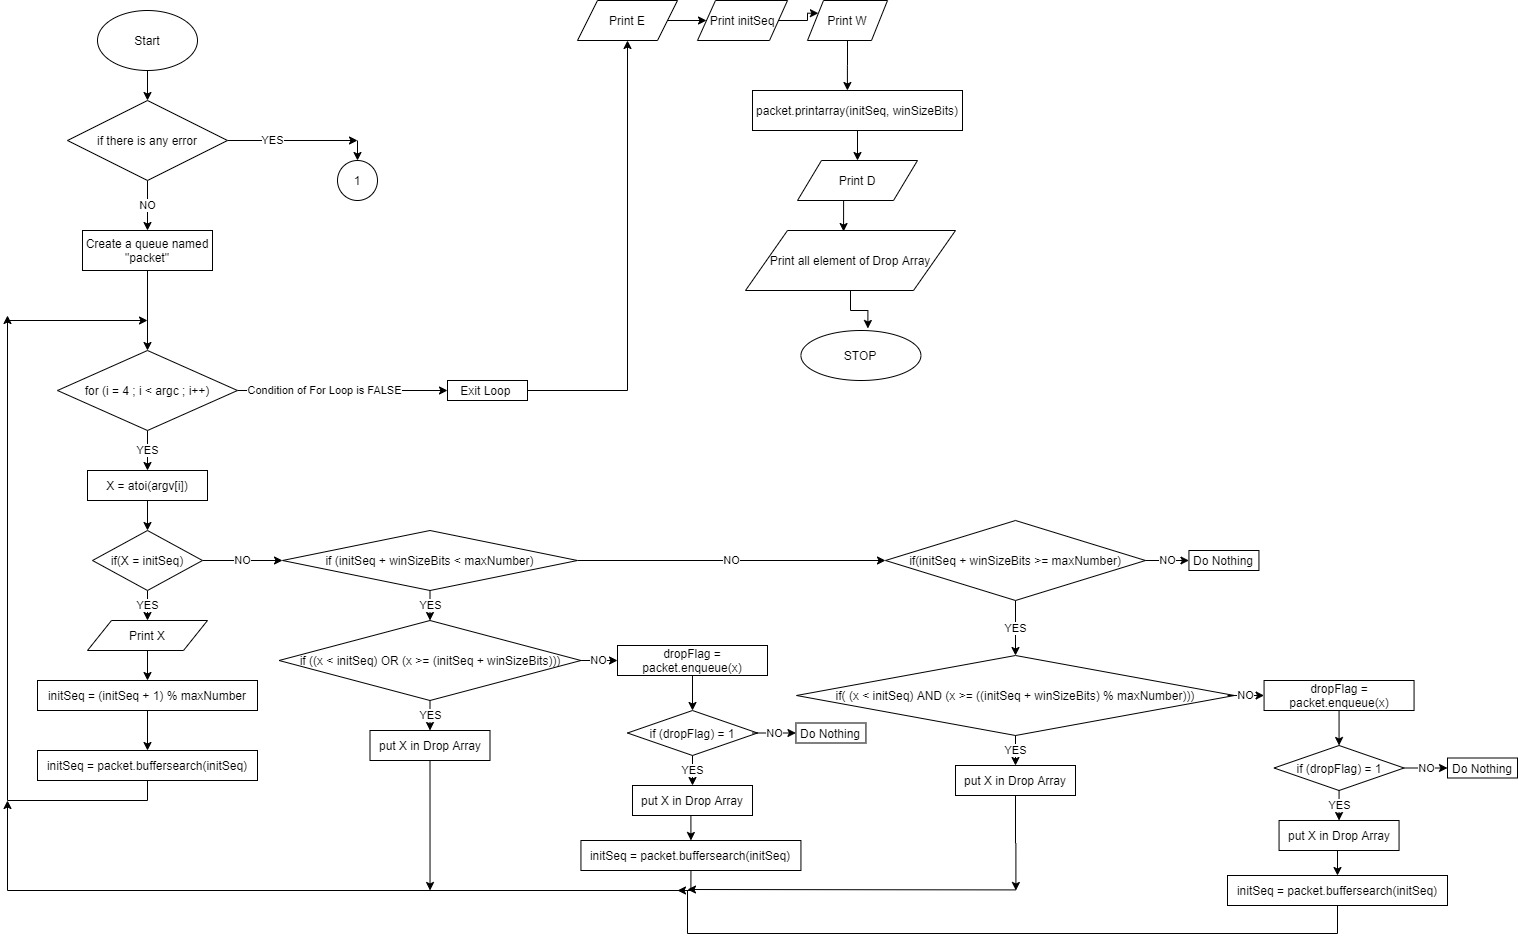 Start
if there is any error
YES
1
NO
Create a queue named
"packet"
for (i = 4 ; i < argc ; i++)
Condition of For Loop is FALSE
Exit Loop
Print E
Print initSeq
Print W
packet.printarray(initSeq, winSizeBits)
Print D
Print all element of Drop Array
STOP
YES
X = atoi(argv[i])
if(X = initSeq)
NO
if (initSeq + winSizeBits < maxNumber)
NO
if(initSeq + winSizeBits >= maxNumber)
NO
Do Nothing
YES
Print X
initSeq = (initSeq + 1) % maxNumber
initSeq = packet.buffersearch(initSeq)
YES
if ((x < initSeq) OR (x >= (initSeq + winSizeBits)))
NO
dropFlag =
packet.enqueue(x)
YES
put X in Drop Array
if (dropFlag) = 1
NO
Do Nothing
YES
put X in Drop Array
initSeq = packet.buffersearch(initSeq)
YES
if( (x < initSeq) AND (x >= ((initSeq + winSizeBits) % maxNumber)))
NO
dropFlag =
packet.enqueue(x)
YES
put X in Drop Array
if (dropFlag) = 1
NO
Do Nothing
YES
put X in Drop Array
initSeq = packet.buffersearch(initSeq)